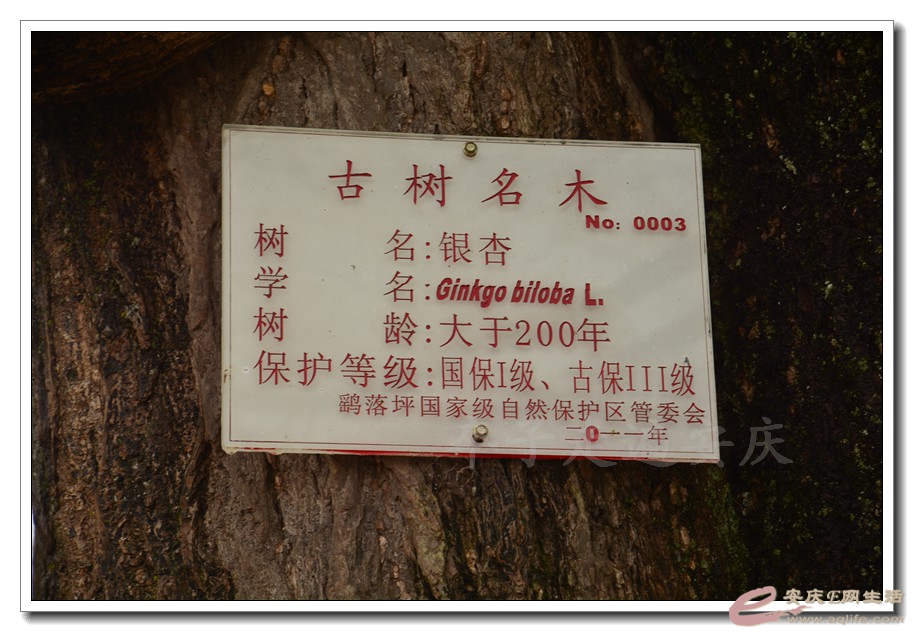 古树名木
No: 0003
树 名:银杏
学 名:Ginkgo biloba L.
树 龄:大于200年
保护等级:国保I级、古保III级
鹞落坪国家级自然保护区管委会
二0一一年
安庆E网生活
www.aqlife.com